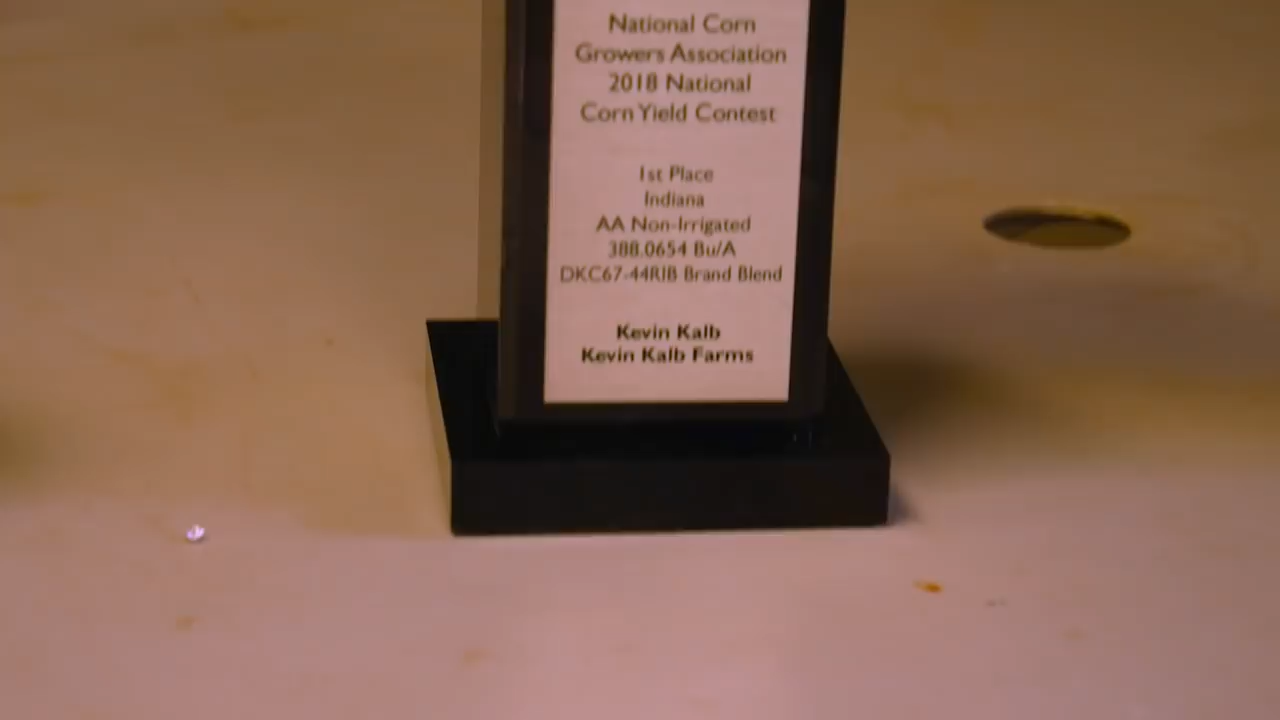 National Corn
Growers Association
2018 National
Corn Yield Contest
1st Place
Indiana
AA Non-Irrigated
388.0654 Bu/A
DKC67-44RIB Brand Blend
Kevin Kalb
Kevin Kalb Farms